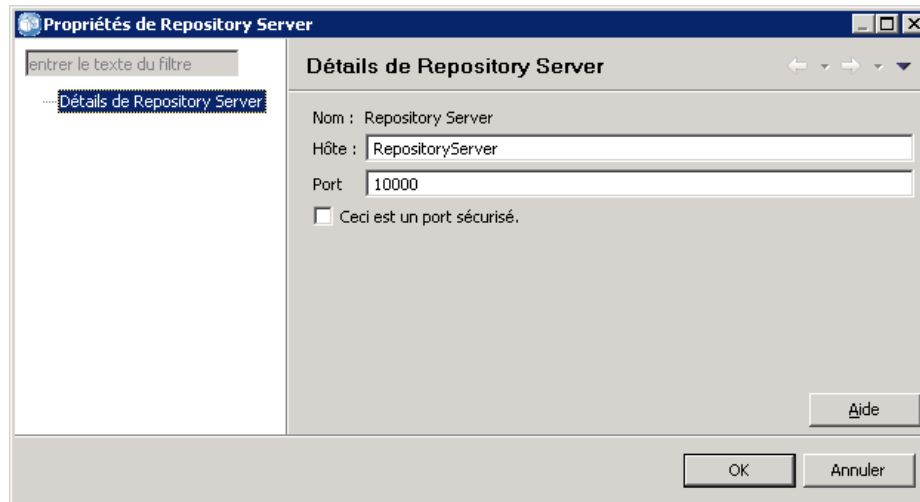 Propriétés de Repository Server
entrer le texte du filtre
Détails de Repository Server
Détails de Repository Server
Nom : Repository Server
Hôte : RepositoryServer
Port 10000
Ceci est un port sécurisé.
Aide
OK Annuler